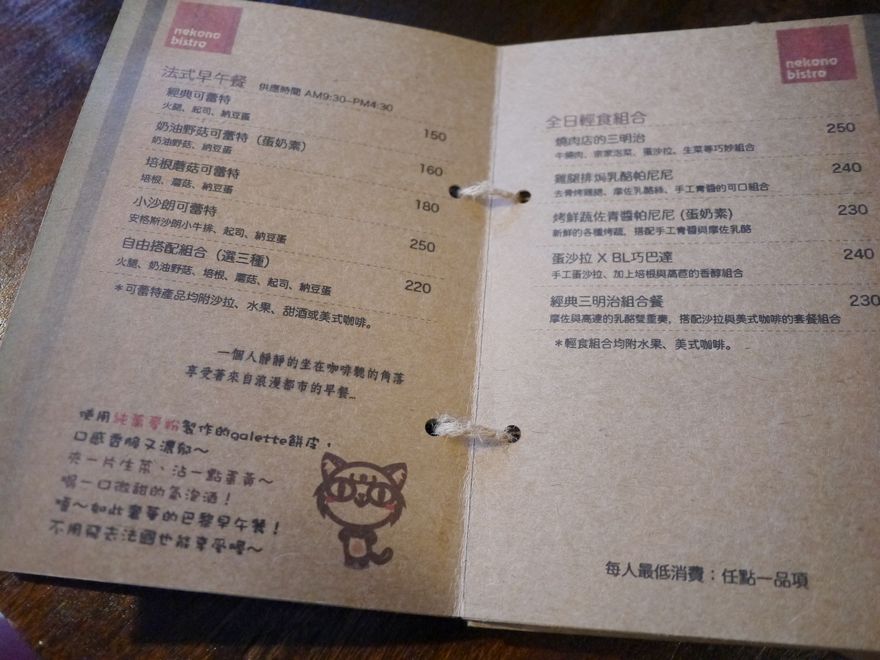 nekono
bistro
法式早午餐 供應時間 AM9:30-PM4:30
經典可蕾特 150
火腿、起司、納豆蛋
奶油野菇可蕾特（蛋奶素） 160
奶油野菇、納豆蛋
培根蘑菇可蕾特 180
培根、蘑菇、納豆蛋
小沙朗可蕾特 250
安格斯沙朗小牛排、起司、納豆蛋
自由搭配組合（選三種） 220
火腿、奶油野菇、培根、蘑菇、起司、納豆蛋
＊可蕾特產品均附沙拉、水果、甜酒或美式咖啡。
一個人靜靜的坐在咖啡廳的角落
享受著來自浪漫都市的早餐...
使用純蕎麥粉製作的galette餅皮，
口感香脆又濃郁～
夾一片生菜、沾一點蛋黃～
喝一口微甜的氣泡酒！
噢～如此奢華的巴黎早午餐！
不用飛去法國也能享受喔～
nekono
bistro
全日輕食組合
燒肉店的三明治 250
牛燒肉、宗家泡菜、蛋沙拉、生菜等巧妙組合
雞腿排焗乳酪帕尼尼 240
去骨烤雞腿、摩佐乳酪絲、手工青醬的可口組合
烤鮮蔬佐青醬帕尼尼 (蛋奶素) 230
新鮮的各種烤蔬、搭配手工青醬與摩佐乳酪
蛋沙拉 X BL巧巴達 240
手工蛋沙拉、加上培根與萵苣的香醇組合
經典三明治組合餐 230
摩佐與高達的乳酪雙重奏，搭配沙拉與美式咖啡的套餐組合
＊輕食組合均附水果、美式咖啡。
每人最低消費：任點一品項